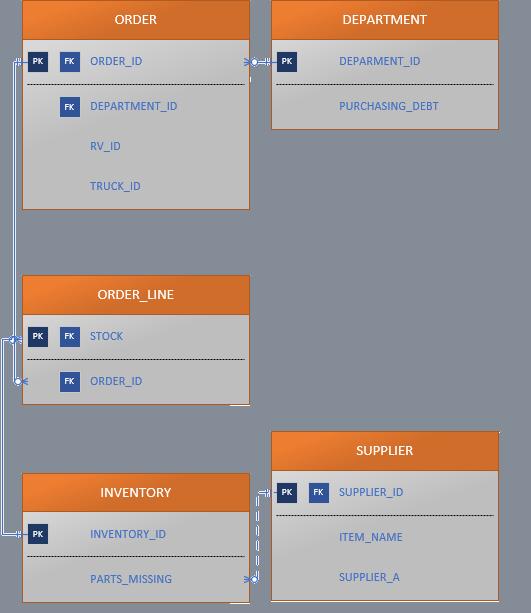 ORDER
PK FK ORDER_ID
FK DEPARTMENT_ID
RV_ID
TRUCK_ID
DEPARTMENT
PK DEPARMENT_ID
PURCHASING_DEBT
ORDER_LINE
PK FK STOCK
FK ORDER_ID
INVENTORY
PK INVENTORY_ID
PARTS_MISSING
SUPPLIER
PK FK SUPPLIER_ID
ITEM_NAME
SUPPLIER_A